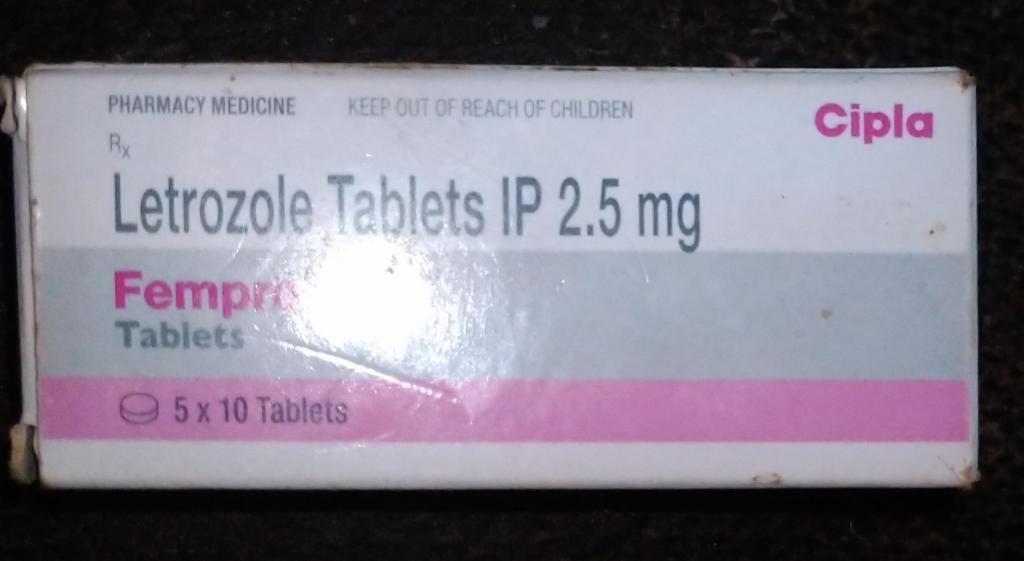 PHARMACY MEDICINE KEEP OUT OF REACH OF CHILDREN
Cipla
Rx
Letrozole Tablets IP 2.5 mg
Tablets
5 x 10 Tablets